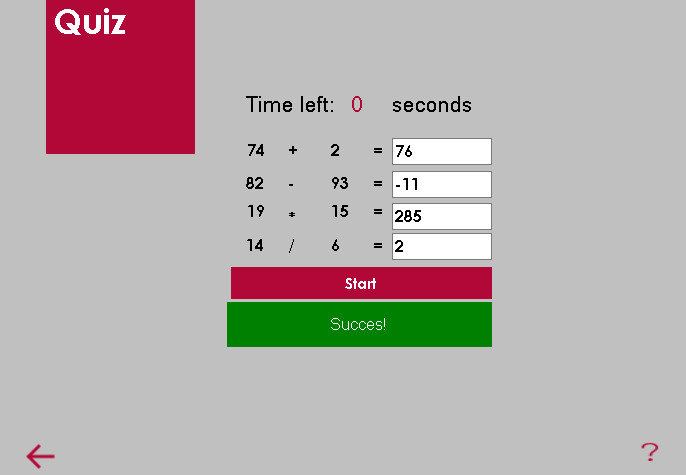 Quiz
Time left: 0 seconds
74 + 2 = 76
82 - 93 = -11
19 * 15 = 285
14 / 6 = 2
Start
Succes!
?